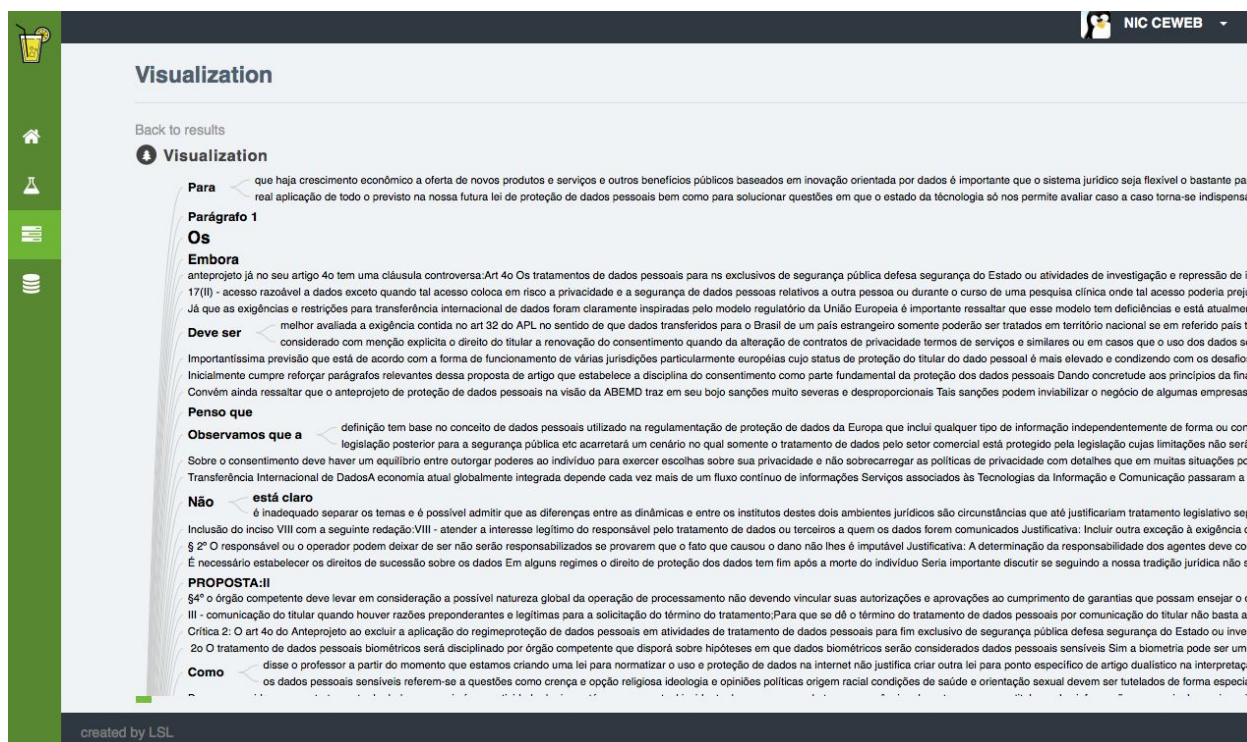 NIC CEWEB
Visualization
Back to results
Visualization
Para
que haja crescimento econômico a oferta de novos produtos e serviços e outros benefícios públicos baseados em inovação orientada por dados é importante que o sistema jurídico seja flexível o bastante pa
real aplicação de todo o previsto na nossa futura lei de proteção de dados pessoais bem como para solucionar questões em que o estado da técnologia só nos permite avaliar caso a caso torna-se indispensá
Parágrafo 1
Os
Embora
anteprojeto já no seu artigo 4o tem uma cláusula controversa:Art 4o Os tratamentos de dados pessoais para ns exclusivos de segurança pública defesa segurança do Estado ou atividades de investigação e repressão de i
17(II) - acesso razoável a dados exceto quando tal acesso coloca em risco a privacidade e a segurança de dados pessoas relativos a outra pessoa ou durante o curso de uma pesquisa clínica onde tal acesso poderia preju
Já que as exigências e restrições para transferência internacional de dados foram claramente inspiradas pelo modelo regulatório da União Europeia é importante ressaltar que esse modelo tem deficiências e está atualmen
Deve ser
melhor avaliada a exigência contida no art 32 do APL no sentido de que dados transferidos para o Brasil de um país estrangeiro somente poderão ser tratados em território nacional se em referido país t
considerado com menção explicita o direito do titular a renovação do consentimento quando da alteração de contratos de privacidade termos de serviços e similares ou em casos que o uso dos dados se
Importantíssima previsão que está de acordo com a forma de funcionamento de várias jurisdições particularmente européias cujo status de proteção do titular do dado pessoal é mais elevado e condizendo com os desafios
Inicialmente cumpre reforçar parágrafos relevantes dessa proposta de artigo que estabelece a disciplina do consentimento como parte fundamental da proteção dos dados pessoais Dando concretude aos princípios da fina
Convém ainda ressaltar que o anteprojeto de proteção de dados pessoais na visão da ABEMD traz em seu bojo sanções muito severas e desproporcionais Tais sanções podem inviabilizar o negócio de algumas empresas
Penso que
Observamos que a
definição tem base no conceito de dados pessoais utilizado na regulamentação de proteção de dados da Europa que inclui qualquer tipo de informação independentemente de forma ou con
legislação posterior para a segurança pública etc acarretará um cenário no qual somente o tratamento de dados pelo setor comercial está protegido pela legislação cujas limitações não será
Sobre o consentimento deve haver um equilíbrio entre outorgar poderes ao indivíduo para exercer escolhas sobre sua privacidade e não sobrecarregar as políticas de privacidade com detalhes que em muitas situações po
Transferência Internacional de DadosA economia atual globalmente integrada depende cada vez mais de um fluxo contínuo de informações Serviços associados às Tecnologias da Informação e Comunicação passaram a
Não
está claro
é inadequado separar os temas e é possível admitir que as diferenças entre as dinâmicas e entre os institutos destes dois ambientes jurídicos são circunstâncias que até justificariam tratamento legislativo sep
Inclusão do inciso VIII com a seguinte redação:VIII - atender a interesse legítimo do responsável pelo tratamento de dados ou terceiros a quem os dados forem comunicados Justificativa: Incluir outra exceção à exigência d
§ 2º O responsável ou o operador podem deixar de ser não serão responsabilizados se provarem que o fato que causou o dano não lhes é imputável Justificativa: A determinação da responsabilidade dos agentes deve co
É necessário estabelecer os direitos de sucessão sobre os dados Em alguns regimes o direito de proteção dos dados tem fim após a morte do indivíduo Seria importante discutir se seguindo a nossa tradição jurídica não s
PROPOSTA:II
§4º o órgão competente deve levar em consideração a possível natureza global da operação de processamento não devendo vincular suas autorizações e aprovações ao cumprimento de garantias que possam ensejar o
III - comunicação do titular quando houver razões preponderantes e legítimas para a solicitação do término do tratamento;Para que se dê o término do tratamento de dados pessoais por comunicação do titular não basta a
Crítica 2: O art 4o do Anteprojeto ao excluir a aplicação do regimeproteção de dados pessoais em atividades de tratamento de dados pessoais para fim exclusivo de segurança pública defesa segurança do Estado ou inve
2o O tratamento de dados pessoais biométricos será disciplinado por órgão competente que disporá sobre hipóteses em que dados biométricos serão considerados dados pessoais sensíveis Sim a biometria pode ser um
Como
disse o professor a partir do momento que estamos criando uma lei para normatizar o uso e proteção de dados na internet não justifica criar outra lei para ponto específico de artigo dualístico na interpretaç
os dados pessoais sensíveis referem-se a questões como crença e opção religiosa ideologia e opiniões políticas origem racial condições de saúde e orientação sexual devem ser tutelados de forma especia
created by LSL